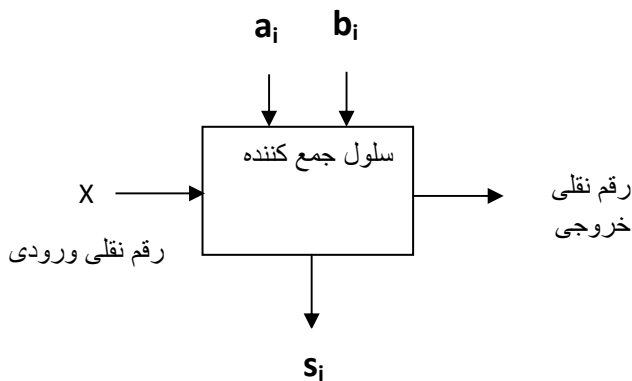 aᵢ bᵢ
سلول جمع کننده
X
رقم نقلی ورودی
رقم نقلی
خروجی
sᵢ